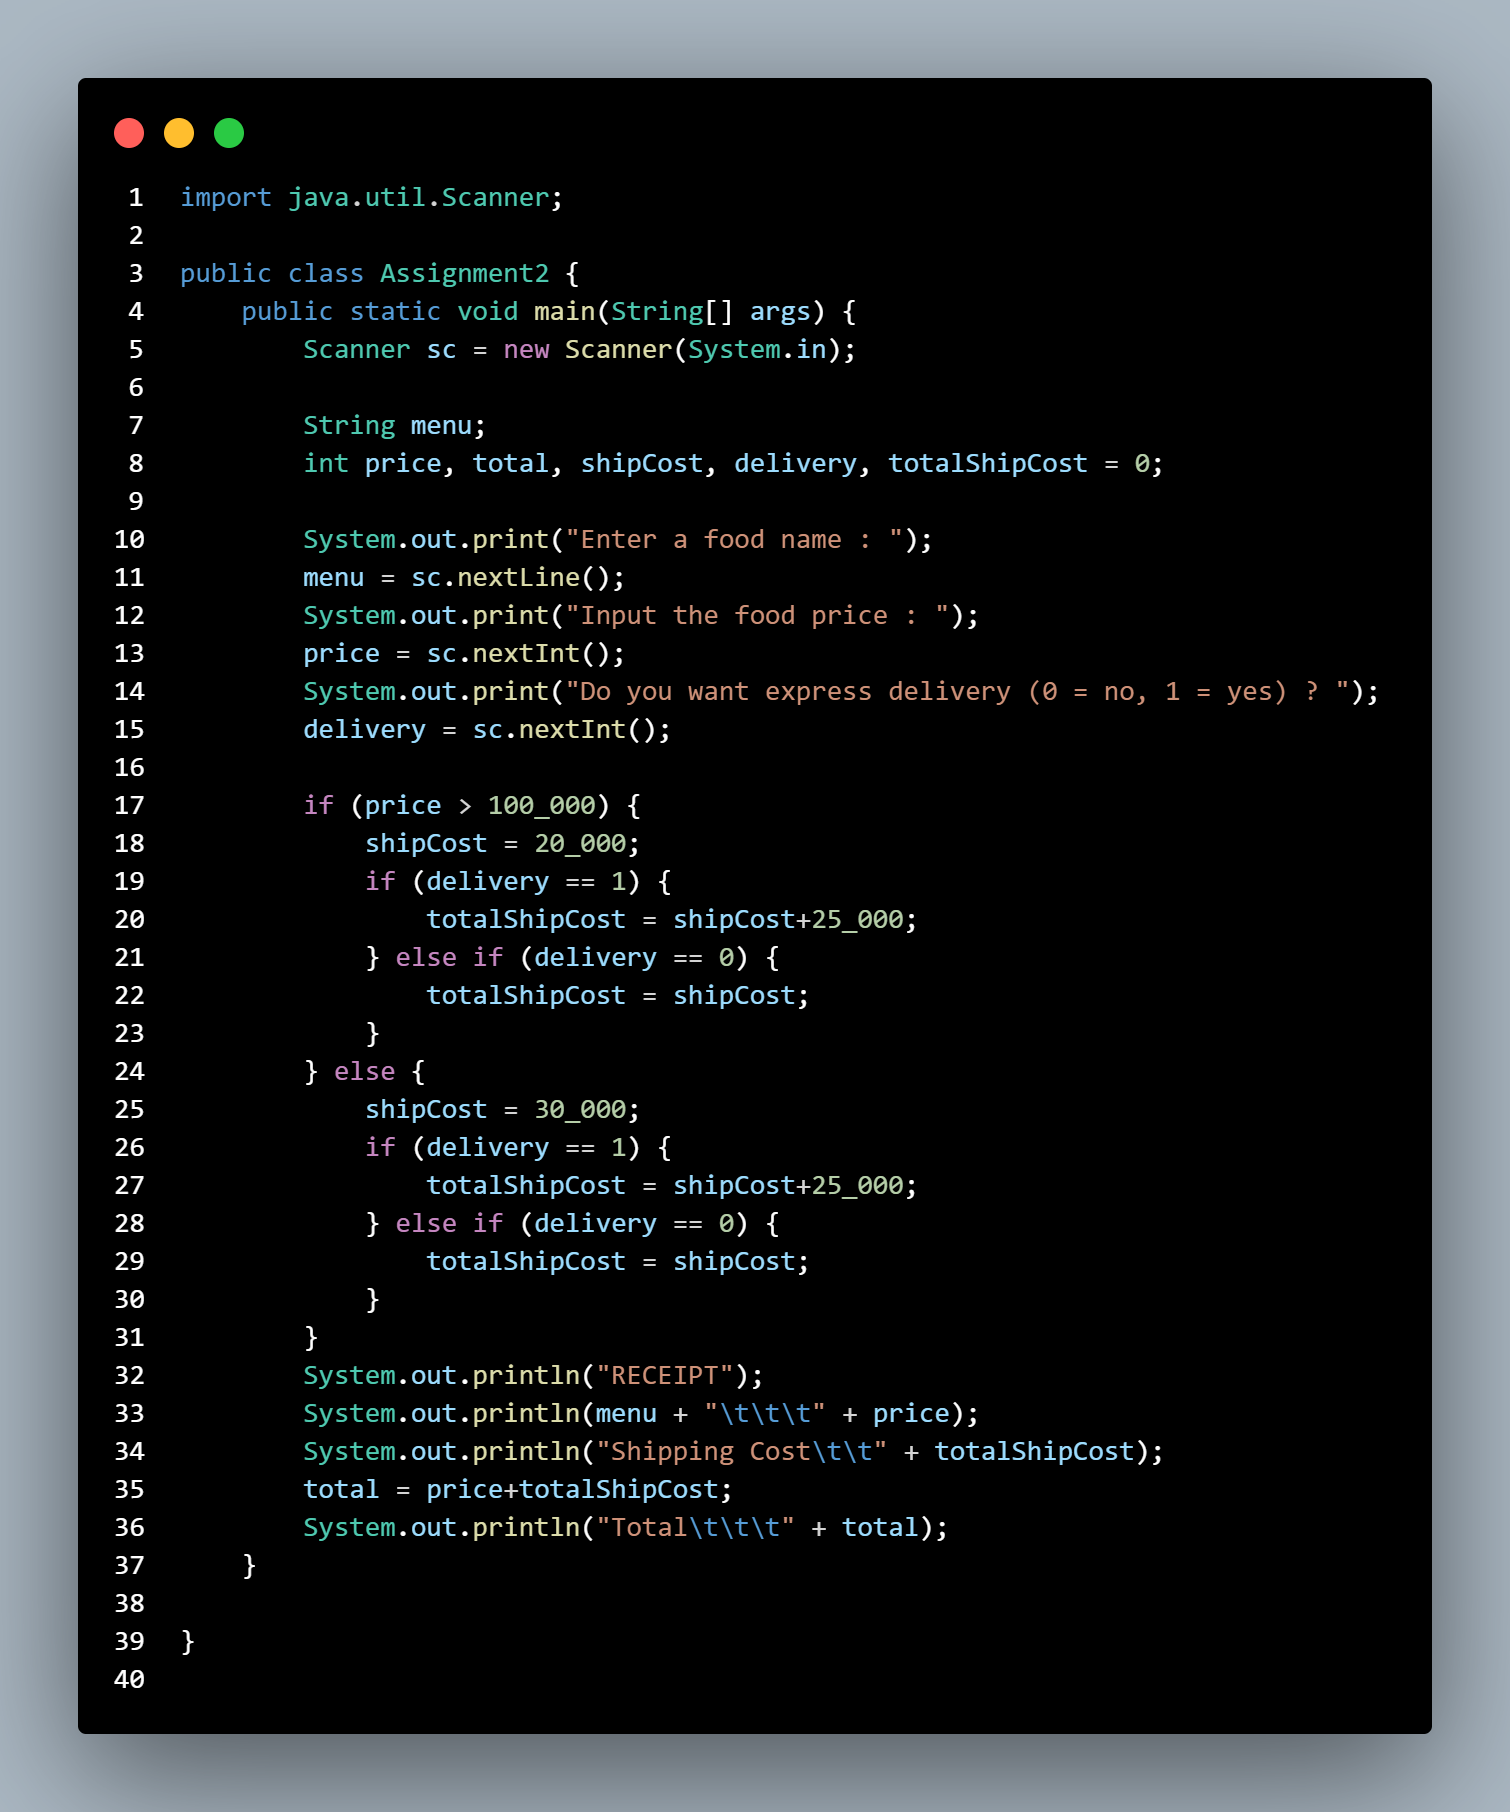 1 import java.util.Scanner;
2
3 public class Assignment2 {
4     public static void main(String[] args) {
5         Scanner sc = new Scanner(System.in);
6
7         String menu;
8         int price, total, shipCost, delivery, totalShipCost = 0;
9
10         System.out.print("Enter a food name : ");
11         menu = sc.nextLine();
12         System.out.print("Input the food price : ");
13         price = sc.nextInt();
14         System.out.print("Do you want express delivery (0 = no, 1 = yes) ? ");
15         delivery = sc.nextInt();
16
17         if (price > 100_000) {
18             shipCost = 20_000;
19             if (delivery == 1) {
20                 totalShipCost = shipCost+25_000;
21             } else if (delivery == 0) {
22                 totalShipCost = shipCost;
23             }
24         } else {
25             shipCost = 30_000;
26             if (delivery == 1) {
27                 totalShipCost = shipCost+25_000;
28             } else if (delivery == 0) {
29                 totalShipCost = shipCost;
30             }
31         }
32         System.out.println("RECEIPT");
33         System.out.println(menu + "\t\t\t" + price);
34         System.out.println("Shipping Cost\t\t" + totalShipCost);
35         total = price+totalShipCost;
36         System.out.println("Total\t\t\t" + total);
37     }
38
39 }
40